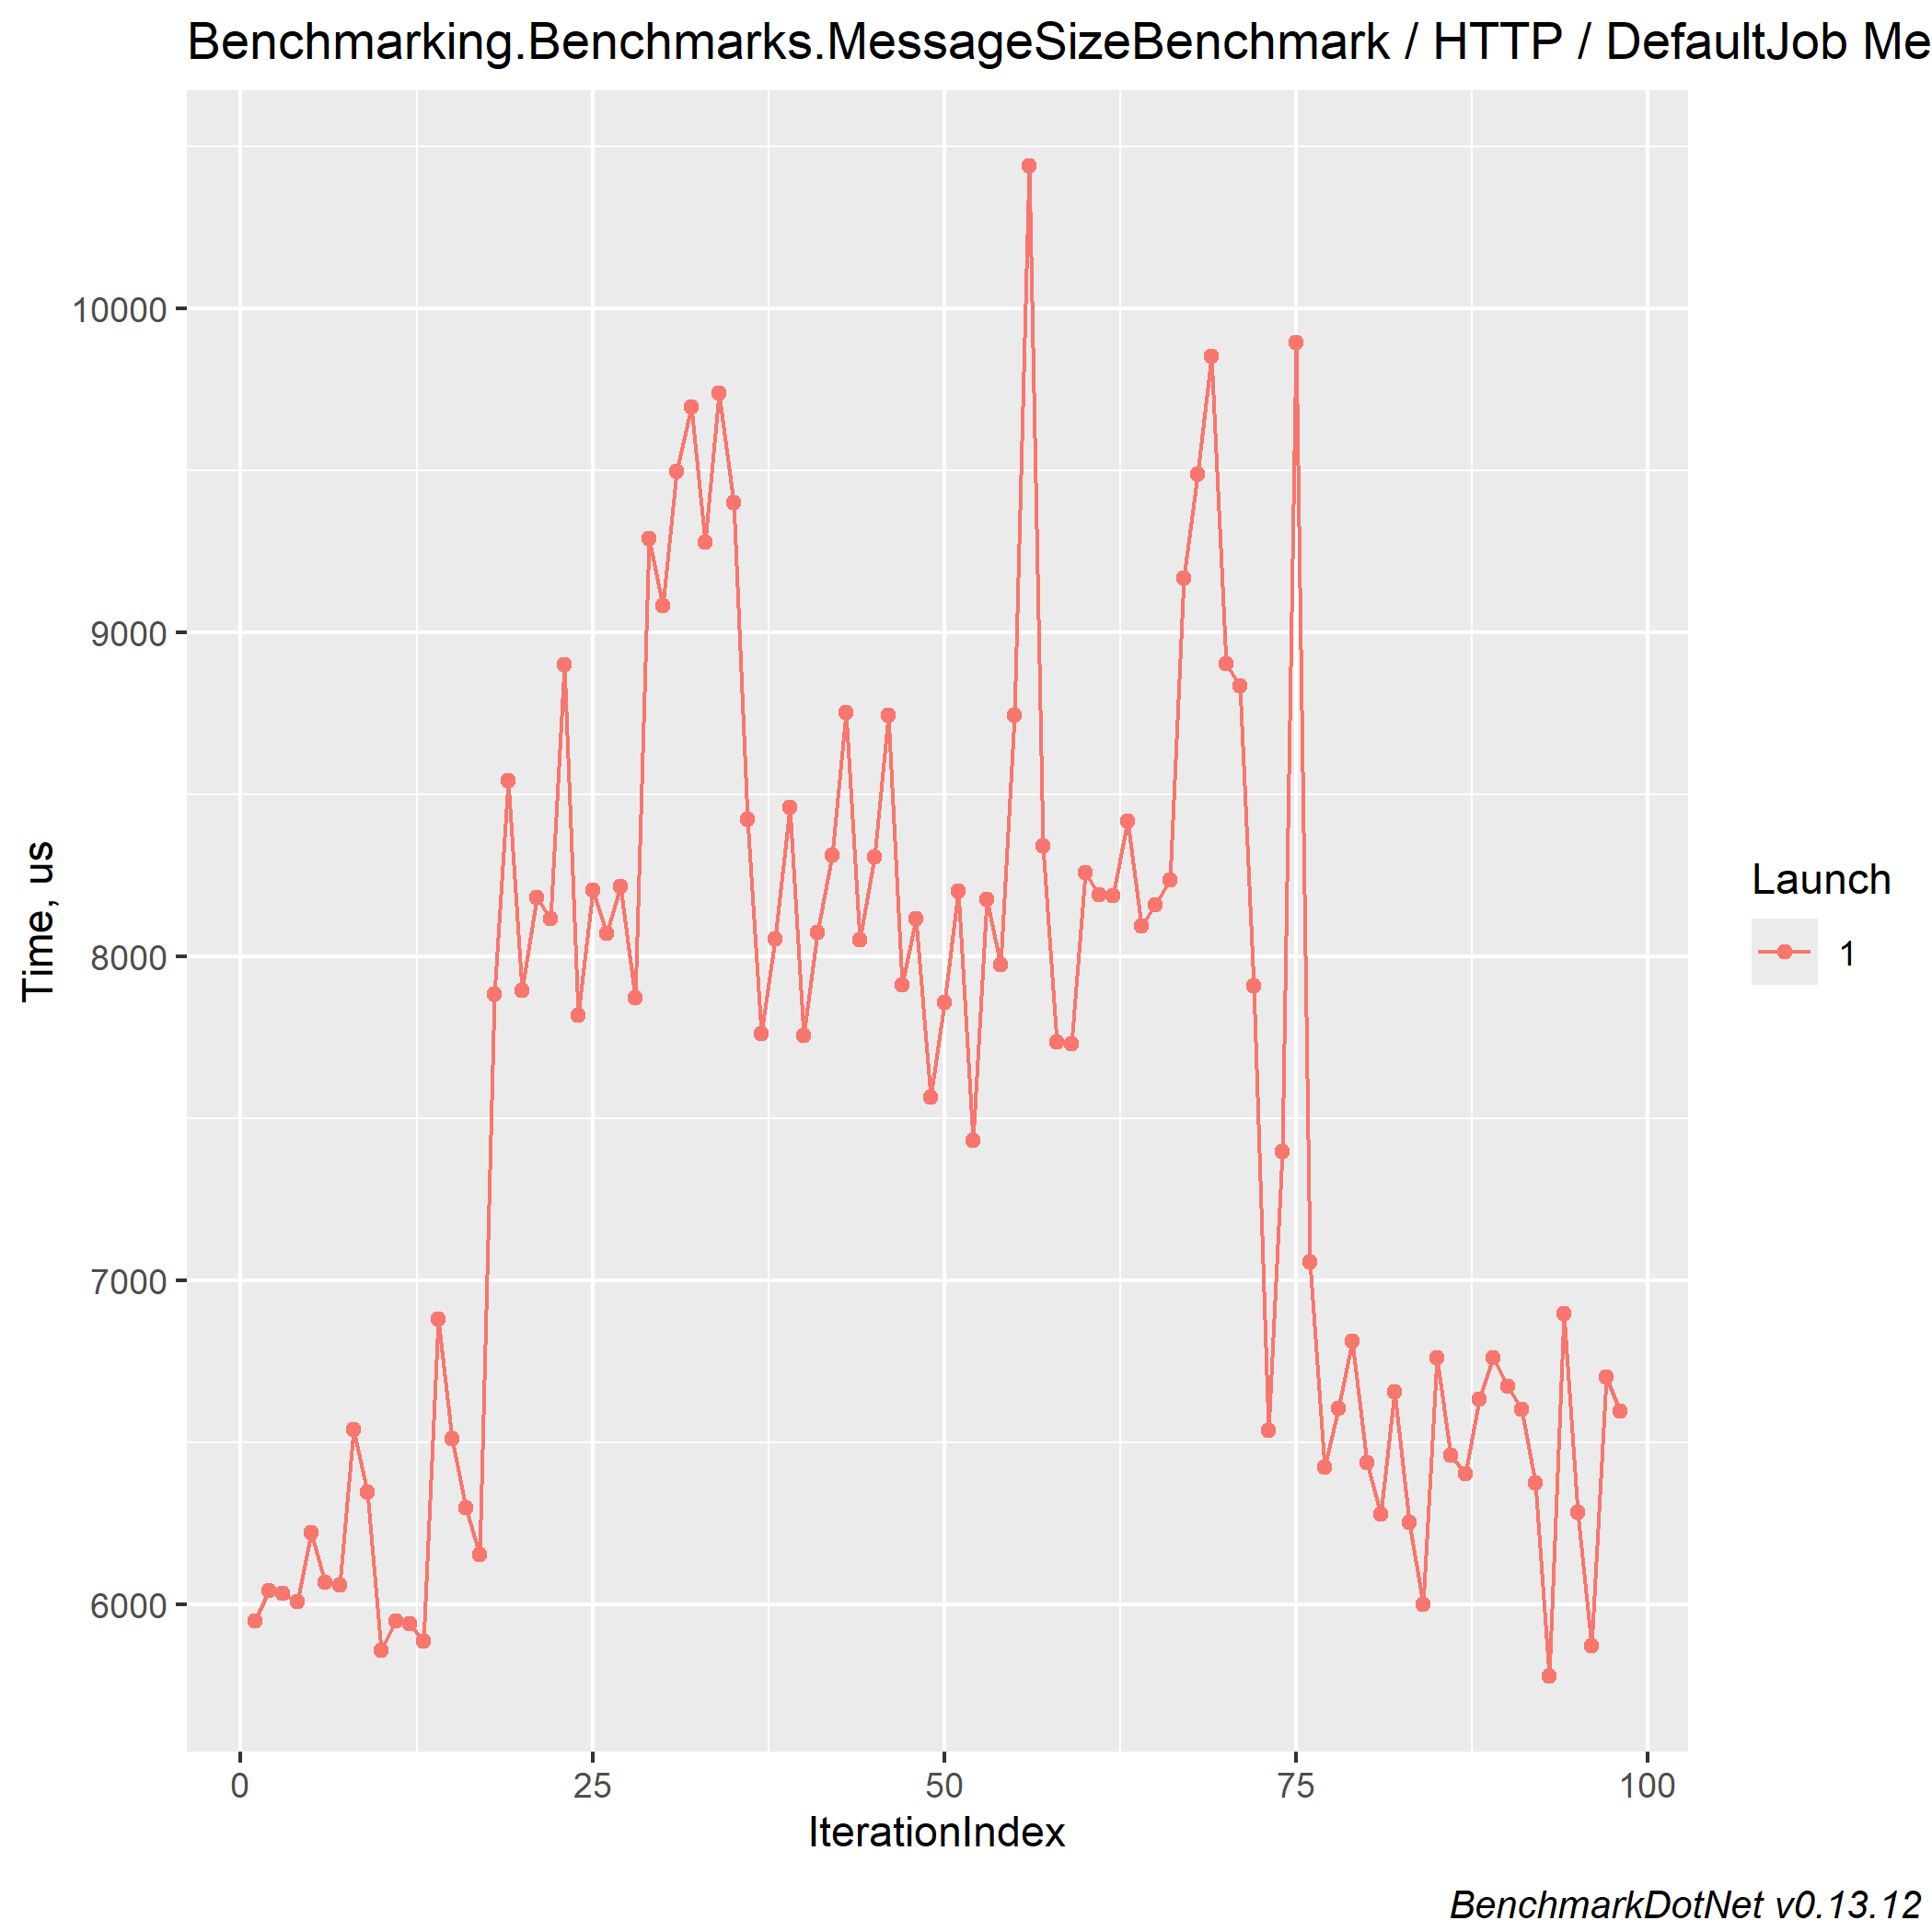 Benchmarking.Benchmarks.MessageSizeBenchmark / HTTP / DefaultJob Me
10000
9000
8000
7000
6000
Time, us
0 25 50 75 100
IterationIndex
Launch
1
BenchmarkDotNet v0.13.12